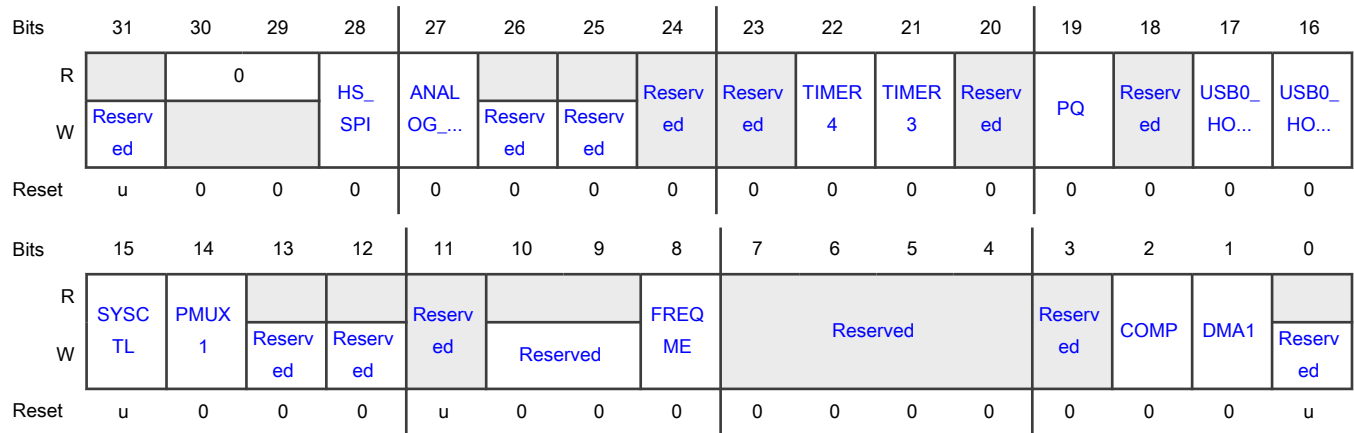 Bits 31 30 29 28 27 26 25 24 23 22 21 20 19 18 17 16
R 0
HS_ ANAL Reserv Reserv TIMER TIMER Reserv PQ Reserv USB0_ USB0_
SPI OG_... ed ed 4 3 ed ed HO... HO...
W Reserv Reserv Reserv
ed ed ed
Reset u 0 0 0 0 0 0 0 0 0 0 0 0 0 0 0
Bits 15 14 13 12 11 10 9 8 7 6 5 4 3 2 1 0
R
SYSC PMUX Reserv FREQ Reserved Reserv COMP DMA1
TL 1 ed ME ed
W Reserv Reserv Reserved Reserv
ed ed ed
Reset u 0 0 0 u 0 0 0 0 0 0 0 0 0 0 u